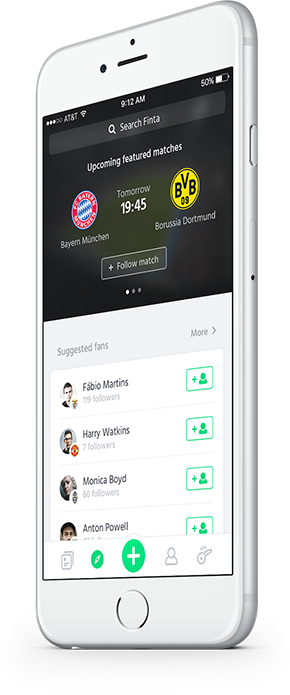 ●●●○○ AT&T
9:12 AM
50%
Search Finta
Upcoming featured matches
Tomorrow
19:45
BVB
09
Bayern München
Borussia Dortmund
+ Follow match
Suggested fans
More >
Fábio Martins
119 followers
Harry Watkins
7 followers
Monica Boyd
60 followers
Anton Powell